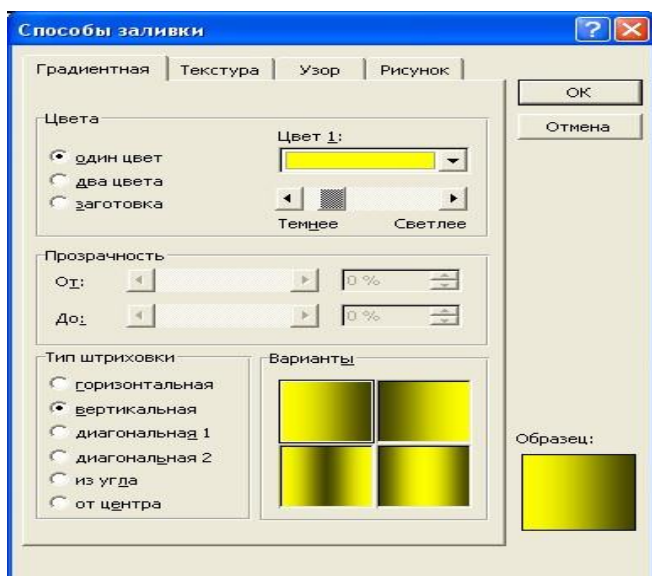 Способы заливки
Градиентная Текстура Узор Рисунок
ОК
Отмена
Цвета
Цвет 1:
один цвет
два цвета
заготовка
Темнее Светлее
Прозрачность
От: 0 %
До: 0 %
Тип штриховки
горизонтальная
вертикальная
диагональная 1
диагональная 2
из угла
от центра
Варианты
Образец: